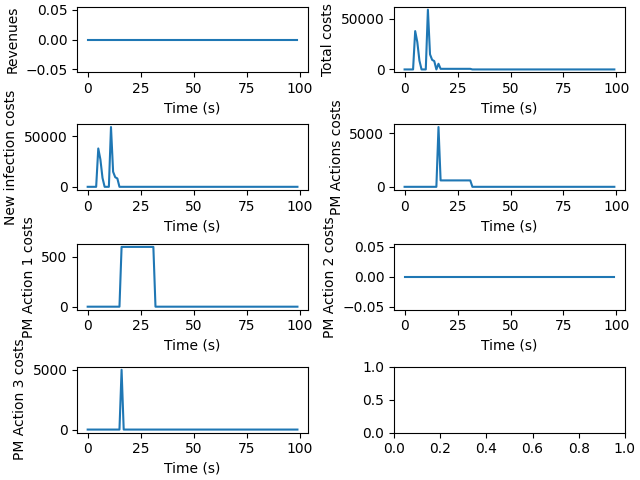 Revenues
0.05
0.00
−0.05
0 25 50 75 100
Time (s)
Total costs
50000
0
0 25 50 75 100
Time (s)
New infection costs
50000
0
0 25 50 75 100
Time (s)
PM Actions costs
5000
0
0 25 50 75 100
Time (s)
PM Action 1 costs
500
0
0 25 50 75 100
Time (s)
PM Action 2 costs
0.05
0.00
−0.05
0 25 50 75 100
Time (s)
PM Action 3 costs
5000
0
0 25 50 75 100
Time (s)
1.0
0.5
0.0
0.0 0.2 0.4 0.6 0.8 1.0